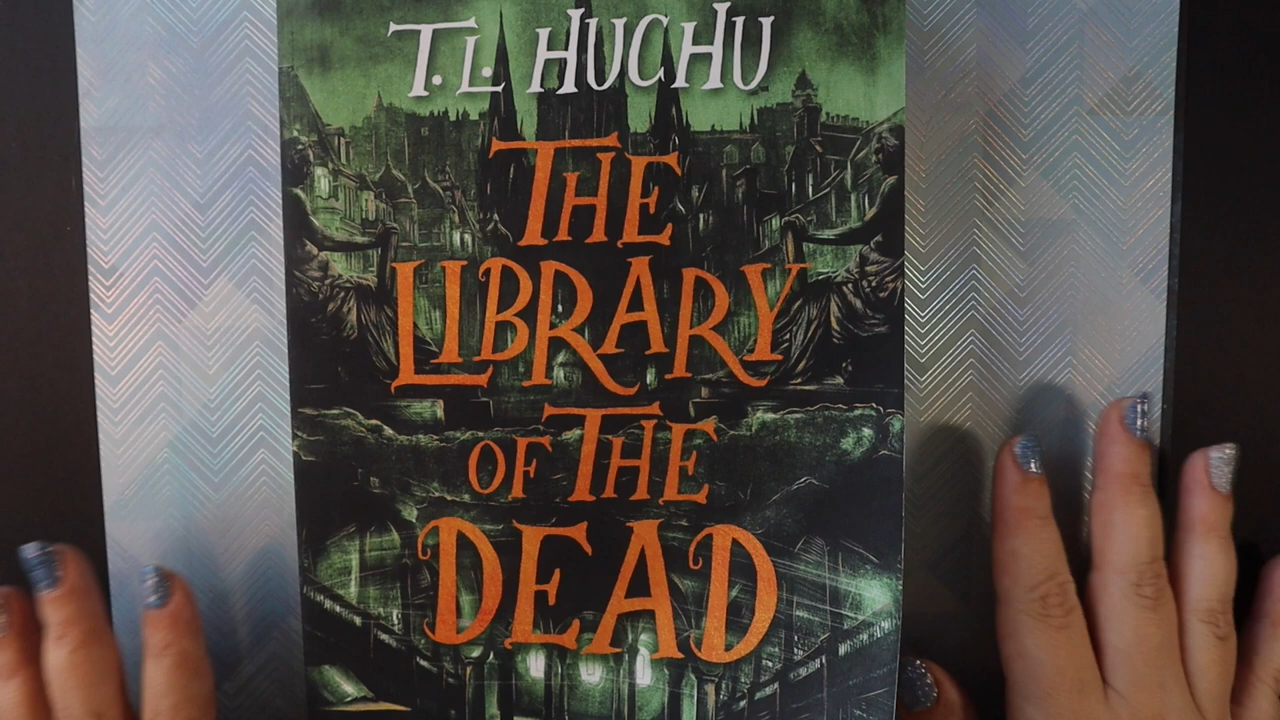 T.L. HUCHU
THE
LIBRARY
OF THE
DEAD